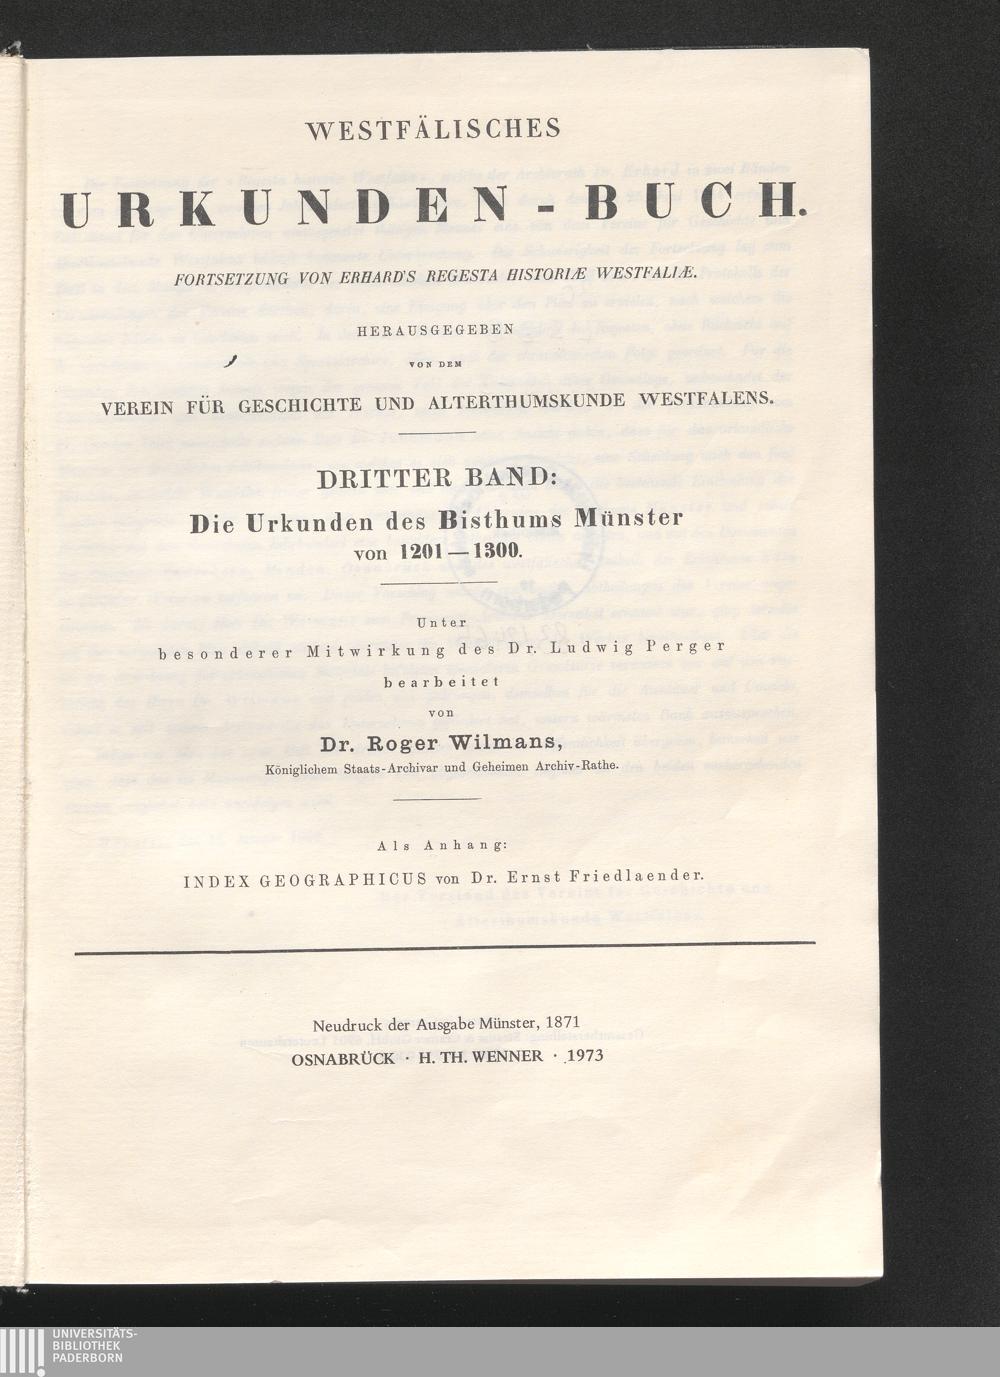 WESTFÄLISCHES
URKUNDEN-BUCH.
FORTSETZUNG VON ERHARD'S REGESTA HISTORIÆ WESTFALIÆ.
HERAUSGEGEBEN
VON DEM
VEREIN FÜR GESCHICHTE UND ALTERTHUMSKUNDE WESTFALENS.
DRITTER BAND:
Die Urkunden des Bisthums Münster
von 1201—1300.
Unter
besonderer Mitwirkung des Dr. Ludwig Perger
bearbeitet
von
Dr. Roger Wilmans,
Königlichem Staats-Archivar und Geheimen Archiv-Rathe.
Als Anhang:
INDEX GEOGRAPHICUS von Dr. Ernst Friedlaender.
Neudruck der Ausgabe Münster, 1871
OSNABRÜCK · H. TH. WENNER · 1973
UNIVERSITÄTS-
BIBLIOTHEK
PADERBORN